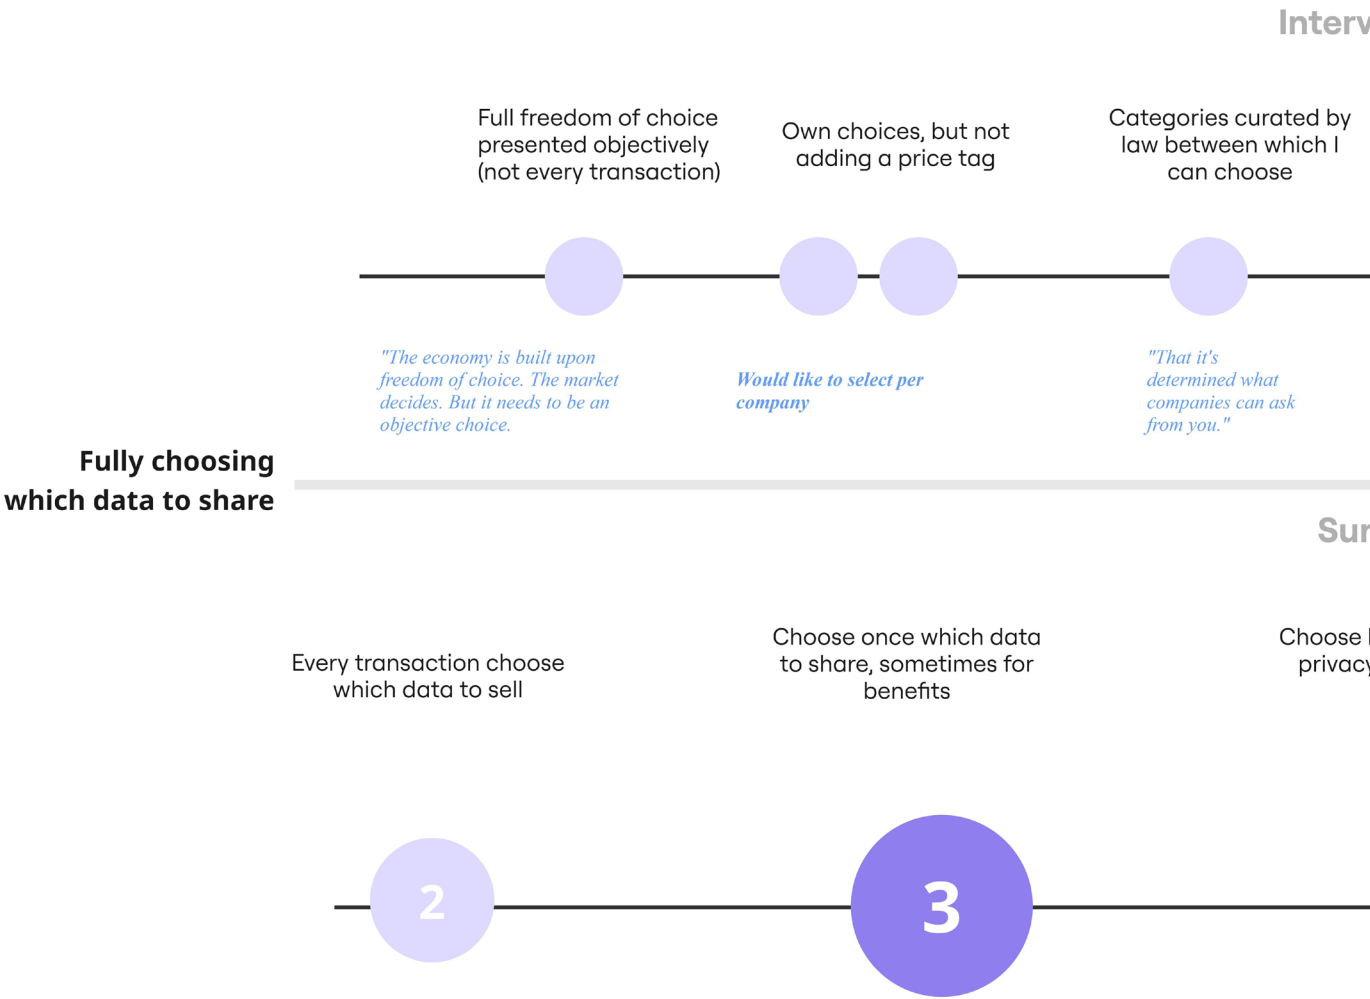 Interv
Full freedom of choice
presented objectively
(not every transaction)
Own choices, but not
adding a price tag
Categories curated by
law between which I
can choose
"The economy is built upon
freedom of choice. The market
decides. But it needs to be an
objective choice.
Would like to select per
company
"That it's
determined what
companies can ask
from you."
Fully choosing
which data to share
Sur
Every transaction choose
which data to sell
Choose once which data
to share, sometimes for
benefits
Choose
privacy
2
3